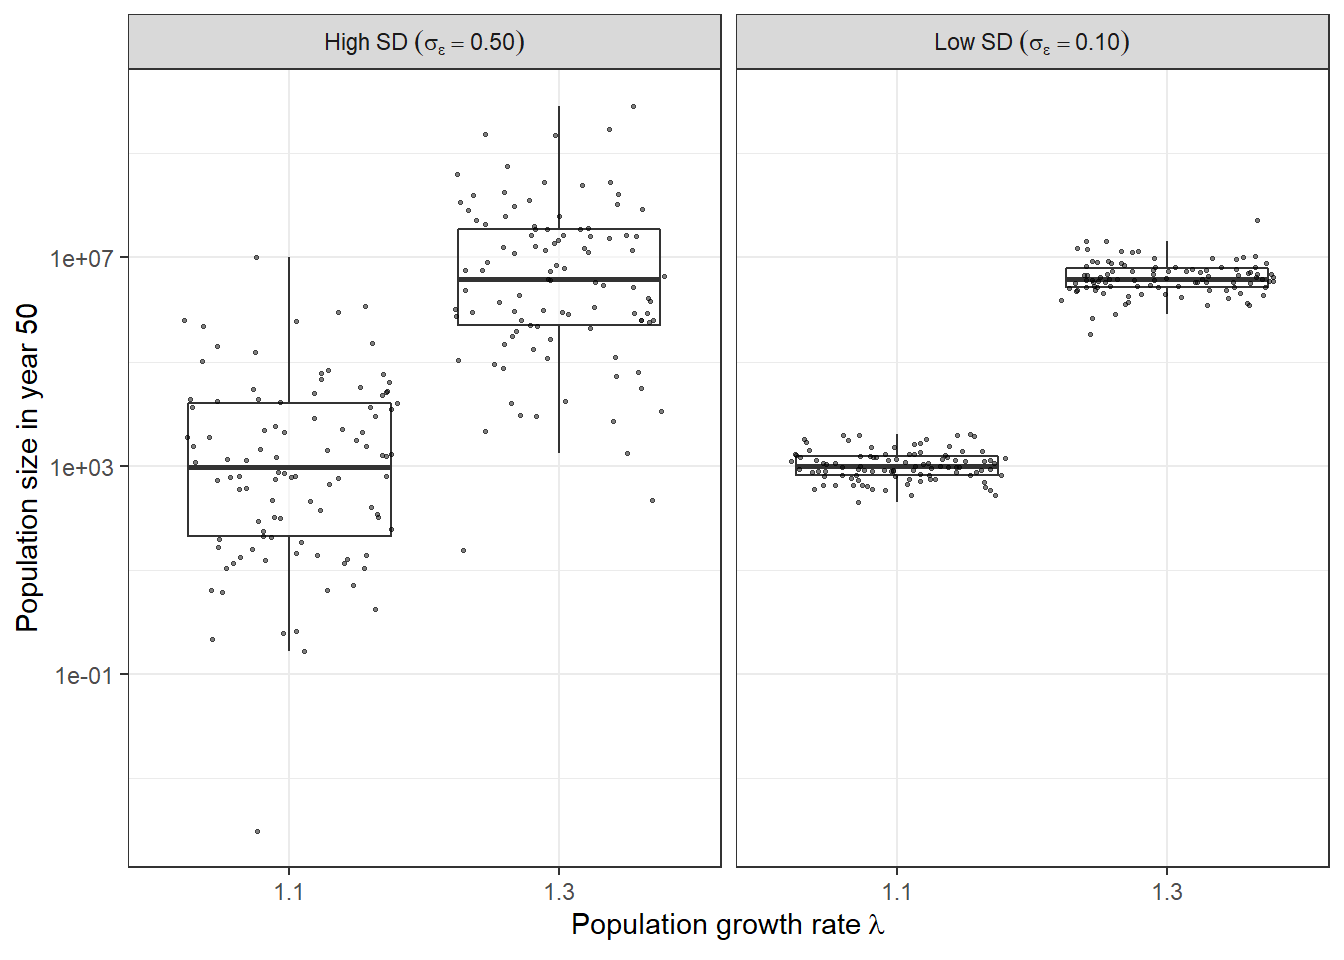 High SD (σε = 0.50)
Low SD (σε = 0.10)
Population size in year 50
1e+07
1e+03
1e-01
1.1
1.3
1.1
1.3
Population growth rate λ